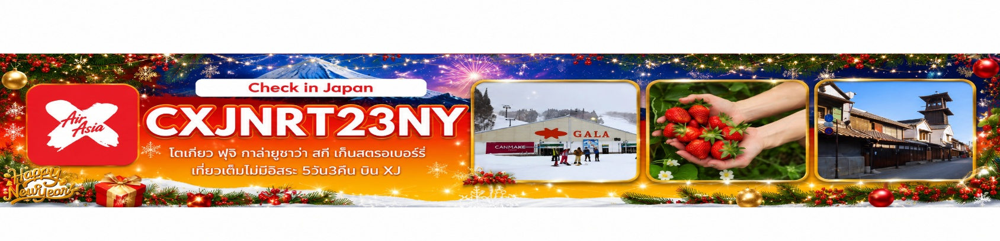 Check in Japan
Air
Asia
CXJNRT23NY
โตเกียว ฟุจิ กาล่ายูซาว่า สกี เก็นสตรอเบอร์รี่
เที่ยวเต็มไม่มีอิสระ 5วัน3คืน บิน XJ
Happy
New Year
GALA
CANMAKE